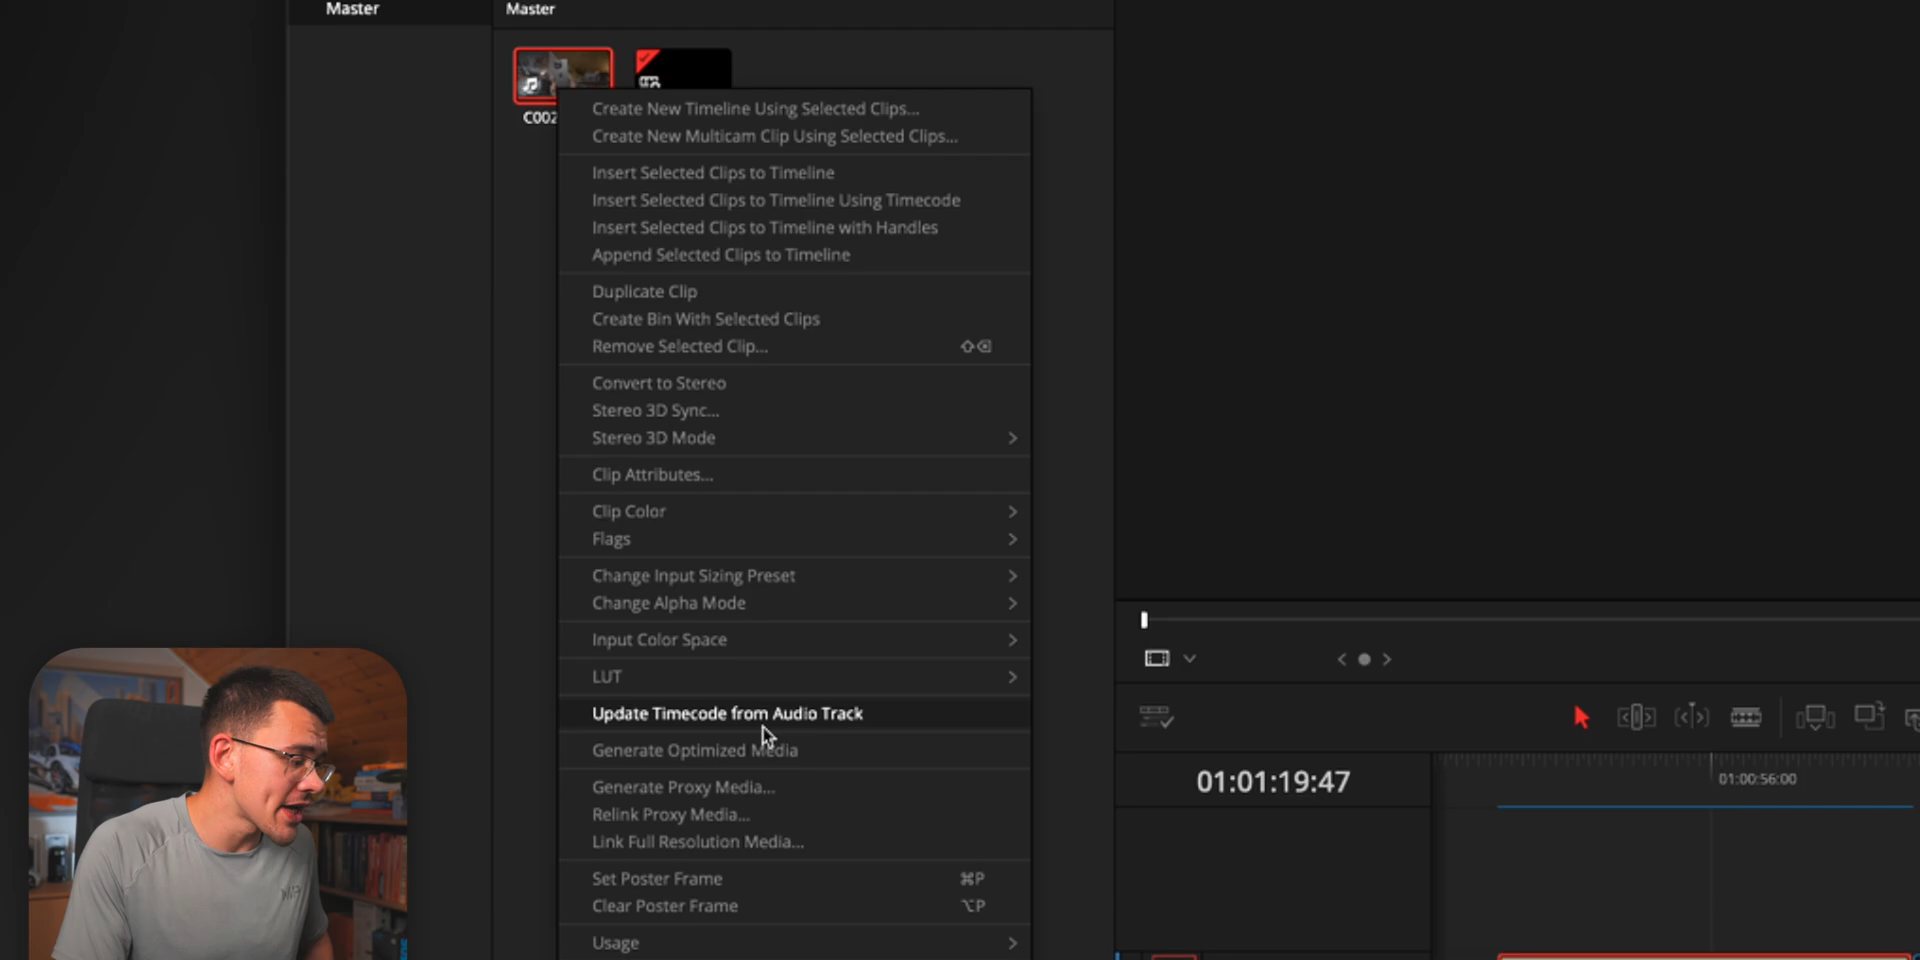 Master
Master
C002
Create New Timeline Using Selected Clips...
Create New Multicam Clip Using Selected Clips...
Insert Selected Clips to Timeline
Insert Selected Clips to Timeline Using Timecode
Insert Selected Clips to Timeline with Handles
Append Selected Clips to Timeline
Duplicate Clip
Create Bin With Selected Clips
Remove Selected Clip... ⇧⌫
Convert to Stereo
Stereo 3D Sync...
Stereo 3D Mode
Clip Attributes...
Clip Color
Flags
Change Input Sizing Preset
Change Alpha Mode
Input Color Space
LUT
Update Timecode from Audio Track
Generate Optimized Media
Generate Proxy Media...
Relink Proxy Media...
Link Full Resolution Media...
Set Poster Frame ⌘P
Clear Poster Frame ⌥P
Usage
01:01:19:47
01:00:56:00